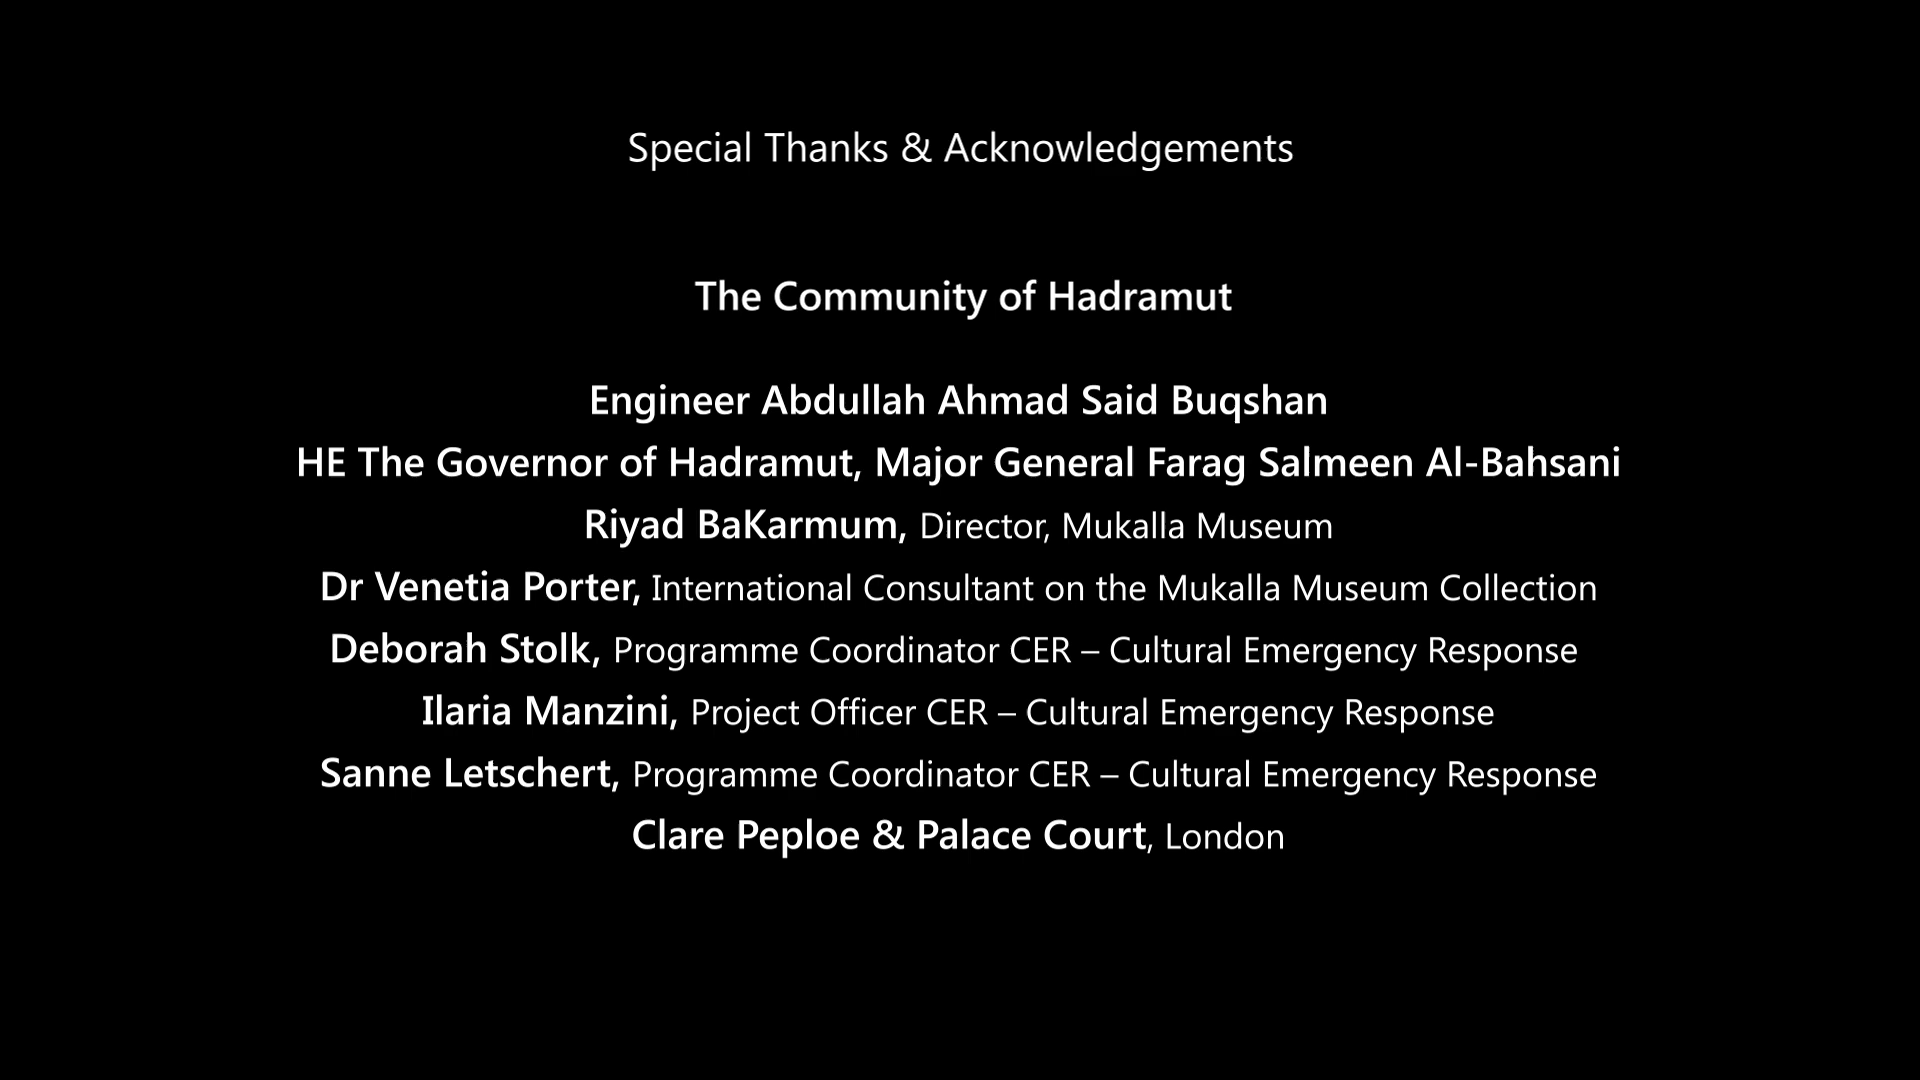 Special Thanks & Acknowledgements
The Community of Hadramut
Engineer Abdullah Ahmad Said Buqshan
HE The Governor of Hadramut, Major General Farag Salmeen Al-Bahsani
Riyad BaKarmum, Director, Mukalla Museum
Dr Venetia Porter, International Consultant on the Mukalla Museum Collection
Deborah Stolk, Programme Coordinator CER – Cultural Emergency Response
Ilaria Manzini, Project Officer CER – Cultural Emergency Response
Sanne Letschert, Programme Coordinator CER – Cultural Emergency Response
Clare Peploe & Palace Court, London